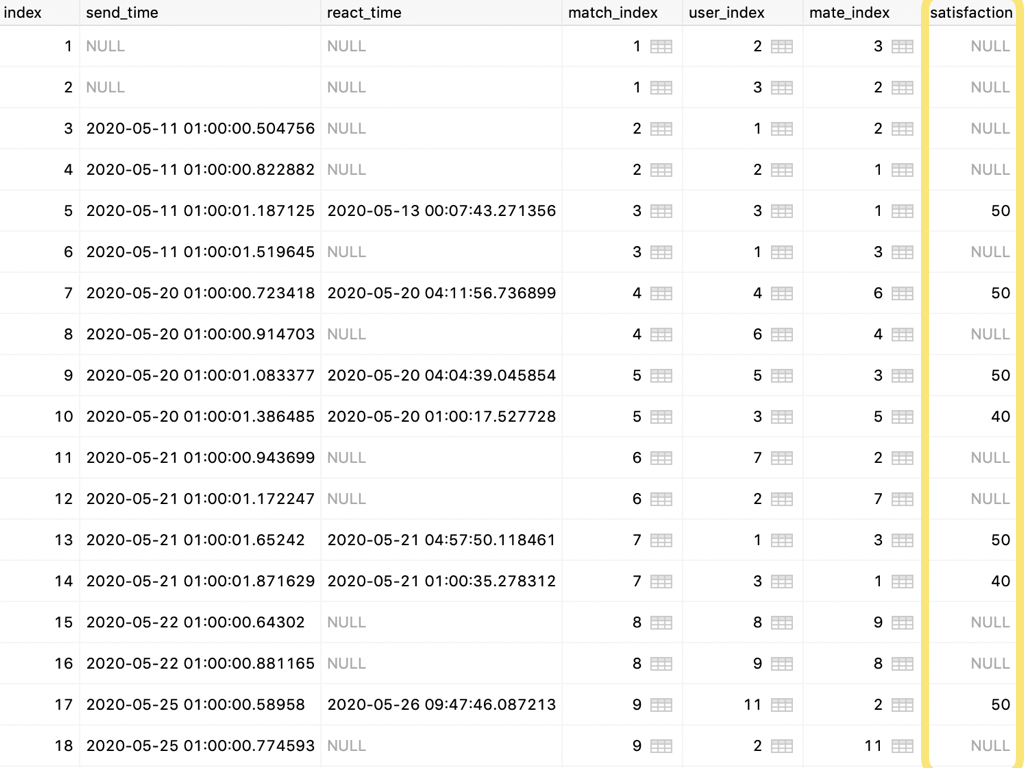 index send_time react_time match_index user_index mate_index satisfaction
1 NULL NULL 1 2 3 NULL
2 NULL NULL 1 3 2 NULL
3 2020-05-11 01:00:00.504756 NULL 2 1 2 NULL
4 2020-05-11 01:00:00.822882 NULL 2 2 1 NULL
5 2020-05-11 01:00:01.187125 2020-05-13 00:07:43.271356 3 3 1 50
6 2020-05-11 01:00:01.519645 NULL 3 1 3 NULL
7 2020-05-20 01:00:00.723418 2020-05-20 04:11:56.736899 4 4 6 50
8 2020-05-20 01:00:00.914703 NULL 4 6 4 NULL
9 2020-05-20 01:00:01.083377 2020-05-20 04:04:39.045854 5 5 3 50
10 2020-05-20 01:00:01.386485 2020-05-20 01:00:17.527728 5 3 5 40
11 2020-05-21 01:00:00.943699 NULL 6 7 2 NULL
12 2020-05-21 01:00:01.172247 NULL 6 2 7 NULL
13 2020-05-21 01:00:01.65242 2020-05-21 04:57:50.118461 7 1 3 50
14 2020-05-21 01:00:01.871629 2020-05-21 01:00:35.278312 7 3 1 40
15 2020-05-22 01:00:00.64302 NULL 8 8 9 NULL
16 2020-05-22 01:00:00.881165 NULL 8 9 8 NULL
17 2020-05-25 01:00:00.58958 2020-05-26 09:47:46.087213 9 11 2 50
18 2020-05-25 01:00:00.774593 NULL 9 2 11 NULL